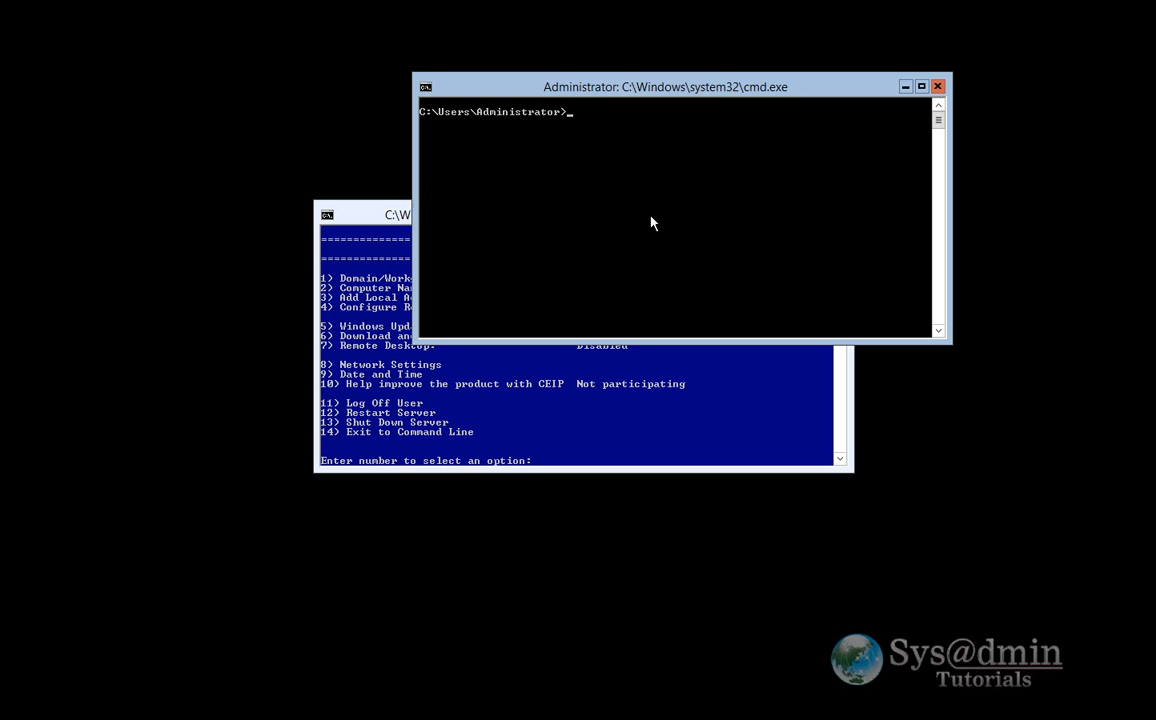 Administrator: C:\Windows\system32\cmd.exe
C:\Users\Administrator>_
C:\W
===============
===============
1) Domain/Work
2) Computer Na
3) Add Local A
4) Configure R
5) Windows Upd
6) Download an
7) Remote Desktop: Disabled
8) Network Settings
9) Date and Time
10) Help improve the product with CEIP Not participating
11) Log Off User
12) Restart Server
13) Shut Down Server
14) Exit to Command Line
Enter number to select an option:
Sys@dmin
Tutorials